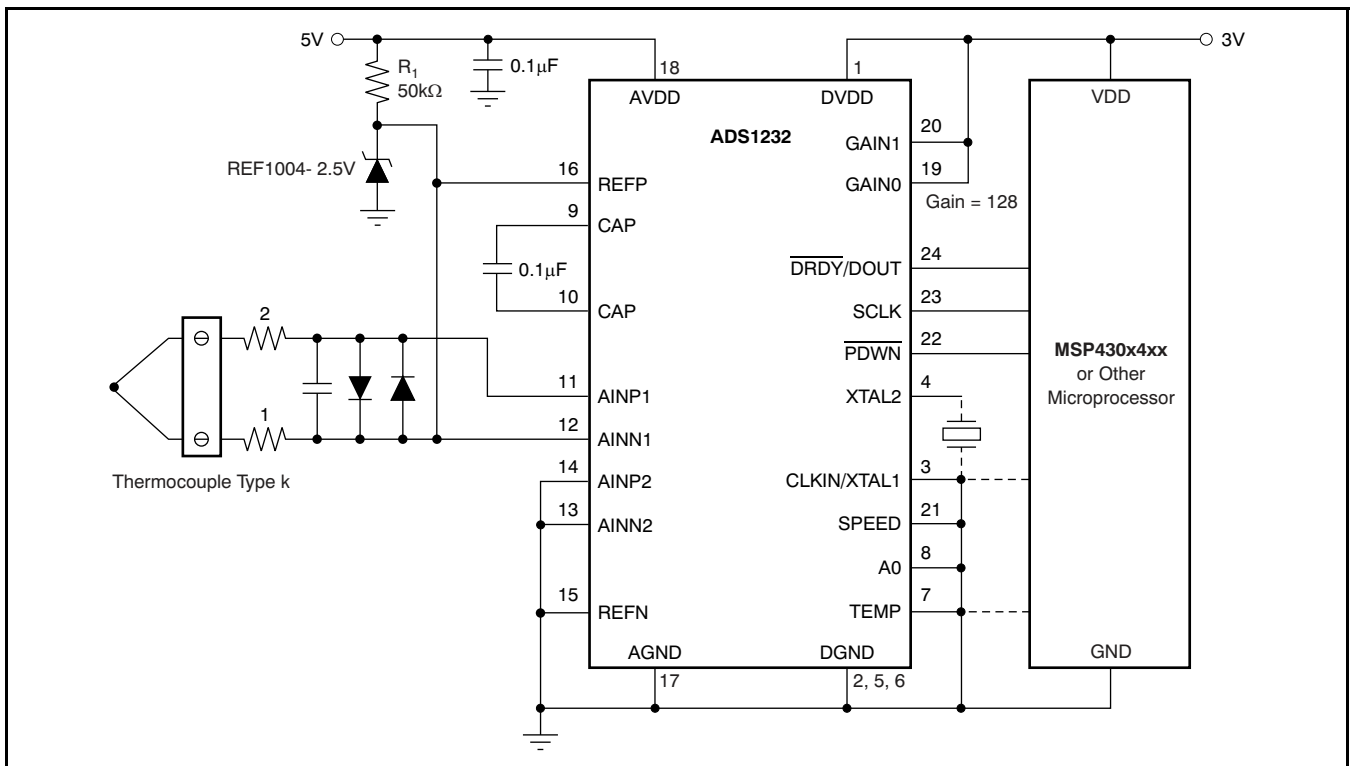 5V
3V
R1
50kΩ
0.1μF
18
1
AVDD
DVDD
VDD
ADS1232
20
GAIN1
19
GAIN0
Gain = 128
REF1004- 2.5V
16
REFP
9
CAP
0.1μF
10
CAP
24
DRDY/DOUT
23
SCLK
22
PDWN
4
XTAL2
MSP430x4xx
or Other
Microprocessor
2
1
11
AINP1
12
AINN1
Thermocouple Type k
14
AINP2
13
AINN2
3
CLKIN/XTAL1
21
SPEED
8
A0
15
REFN
7
TEMP
AGND
DGND
GND
17
2, 5, 6